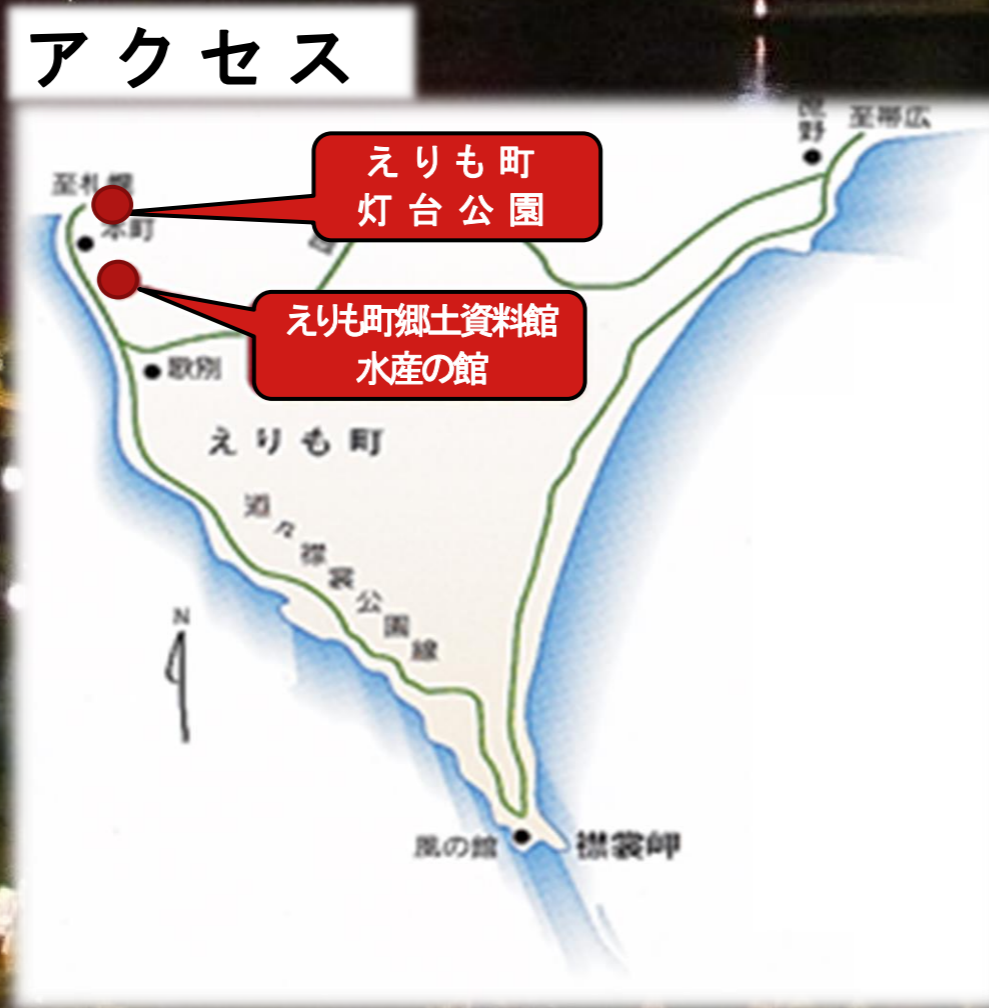 アクセス
至帯広
庶野
えりも町
灯台公園
至札幌
本町
えりも町郷土資料館
水産の館
歌別
えりも町
道々襟裳公園線
N
風の館
襟裳岬